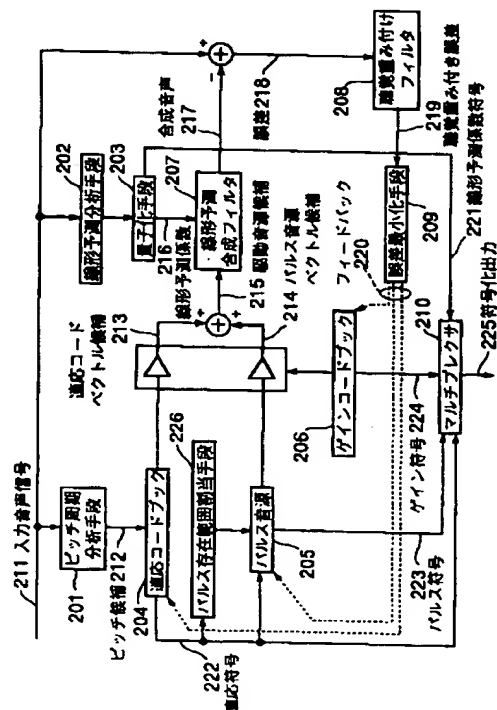 211 入力音声信号
201
ピッチ周期
分析手段
ピッチ候補 212
202
線形予測分析手段
203
量子化手段
216
線形予測係数
207
線形予測
合成フィルタ
合成音声
217
誤差218
208
聴覚重み付け
フィルタ
219
聴覚重み付き誤差
適応コード
ベクトル候補
213
215 駆動音源候補
214 パルス音源
ベクトル候補
204
適応コードブック
226
パルス存在範囲割当手段
205
パルス音源
206
ゲインコードブック
フィードバック
220
209
誤差最小化手段
221 線形予測係数符号
210
マルチプレクサ
222
適応符号
223
パルス符号
224
ゲイン符号
225符号化出力
+
−
+
+
+
+